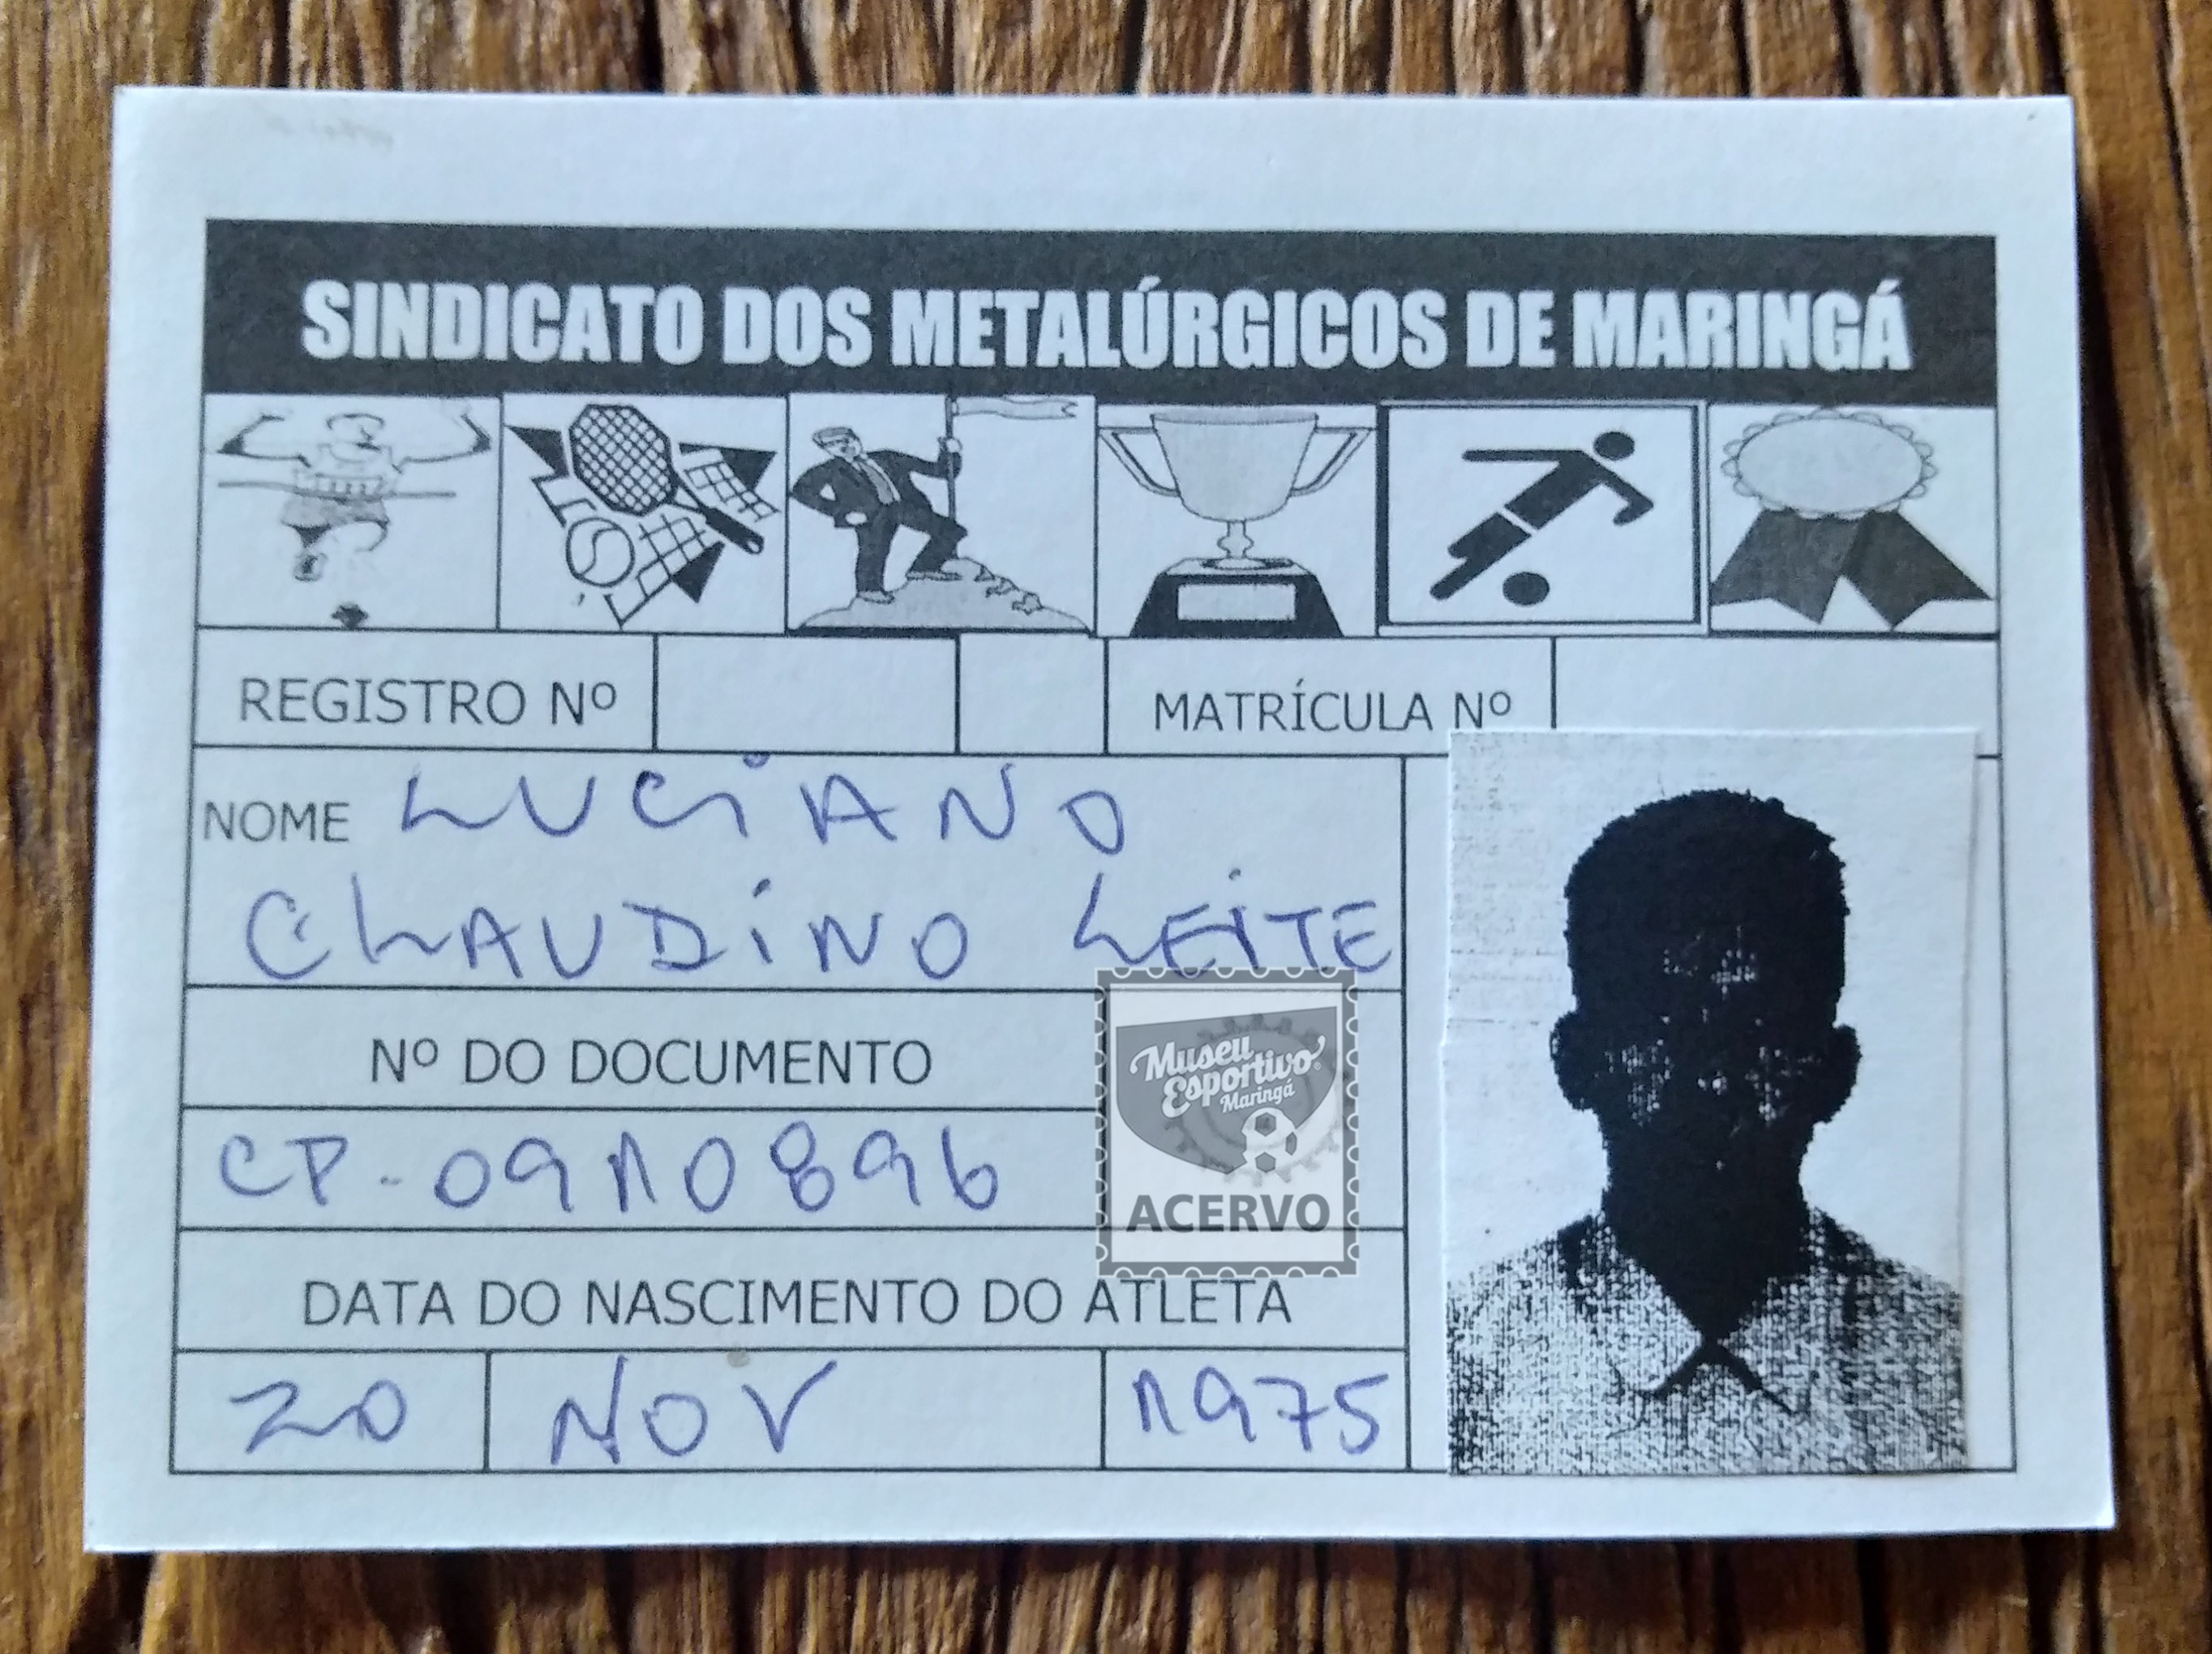 SINDICATO DOS METALÚRGICOS DE MARINGÁ
REGISTRO Nº
MATRÍCULA Nº
NOME LUCIANO
CLAUDINO LEITE
Nº DO DOCUMENTO
CP-0910896
Museu
Esportivo
Maringá
ACERVO
DATA DO NASCIMENTO DO ATLETA
20 NOV 1975